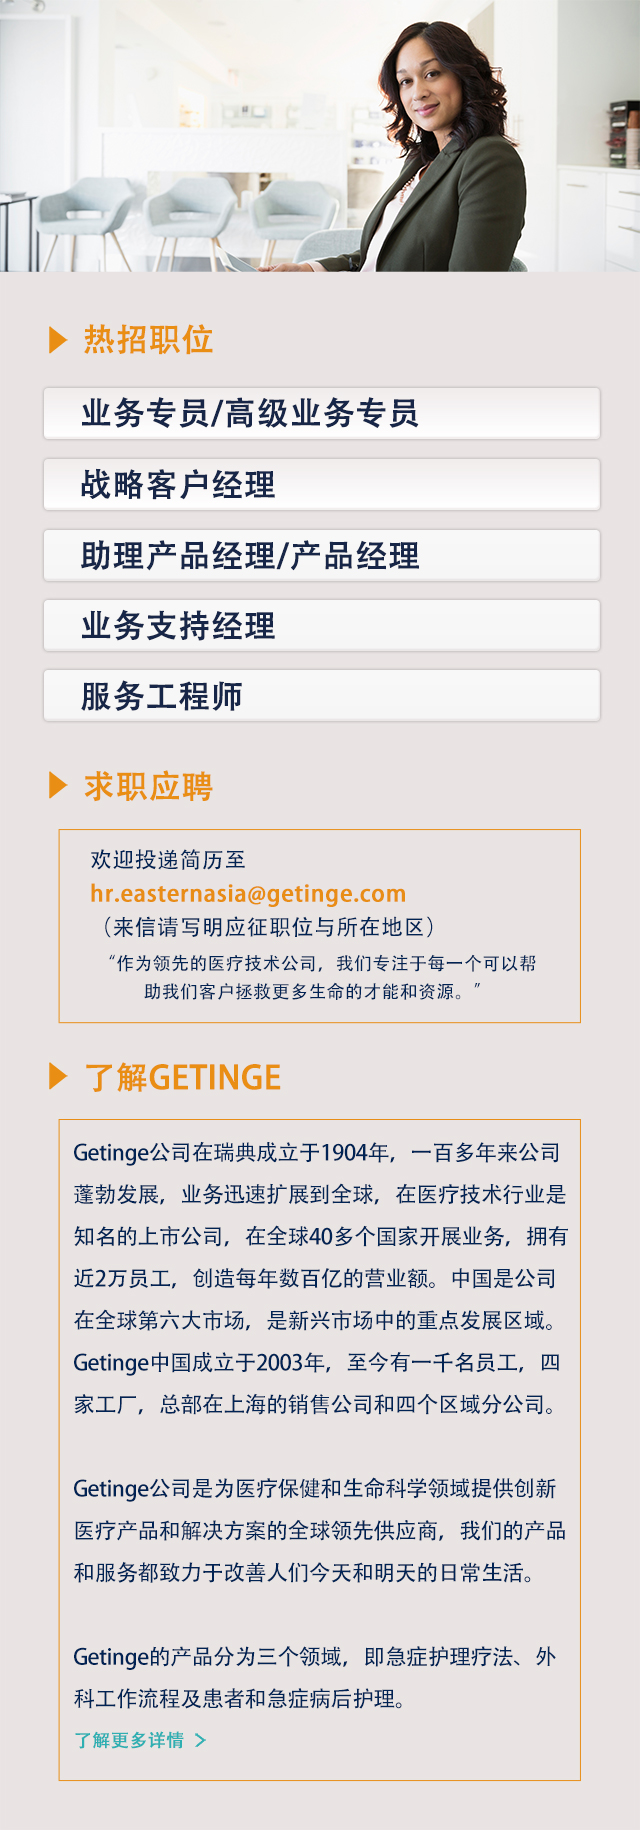 热招职位
业务专员/高级业务专员
战略客户经理
助理产品经理/产品经理
业务支持经理
服务工程师
求职应聘
欢迎投递简历至
hr.easternasia@getinge.com
（来信请写明应征职位与所在地区）
“作为领先的医疗技术公司，我们专注于每一个可以帮
助我们客户拯救更多生命的才能和资源。”
了解GETINGE
Getinge公司在瑞典成立于1904年，一百多年来公司
蓬勃发展，业务迅速扩展到全球，在医疗技术行业是
知名的上市公司，在全球40多个国家开展业务，拥有
近2万员工，创造每年数百亿的营业额。中国是公司
在全球第六大市场，是新兴市场中的重点发展区域。
Getinge中国成立于2003年，至今有一千名员工，四
家工厂，总部在上海的销售公司和四个区域分公司。
Getinge公司是为医疗保健和生命科学领域提供创新
医疗产品和解决方案的全球领先供应商，我们的产品
和服务都致力于改善人们今天和明天的日常生活。
Getinge的产品分为三个领域，即急症护理疗法、外
科工作流程及患者和急症病后护理。
了解更多详情 >